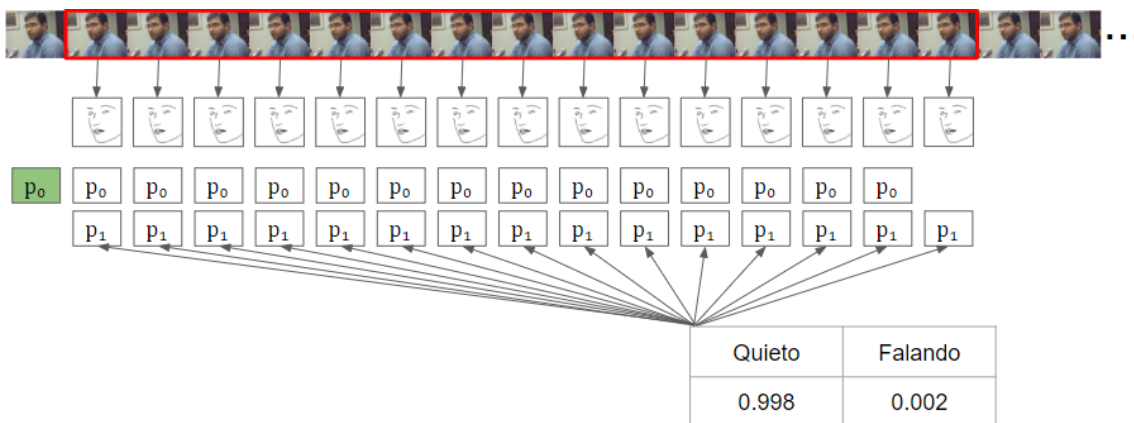 ...
p₀ p₀ p₀ p₀ p₀ p₀ p₀ p₀ p₀ p₀ p₀ p₀ p₀ p₀ p₀
p₁ p₁ p₁ p₁ p₁ p₁ p₁ p₁ p₁ p₁ p₁ p₁ p₁ p₁ p₁
Quieto Falando
0.998 0.002